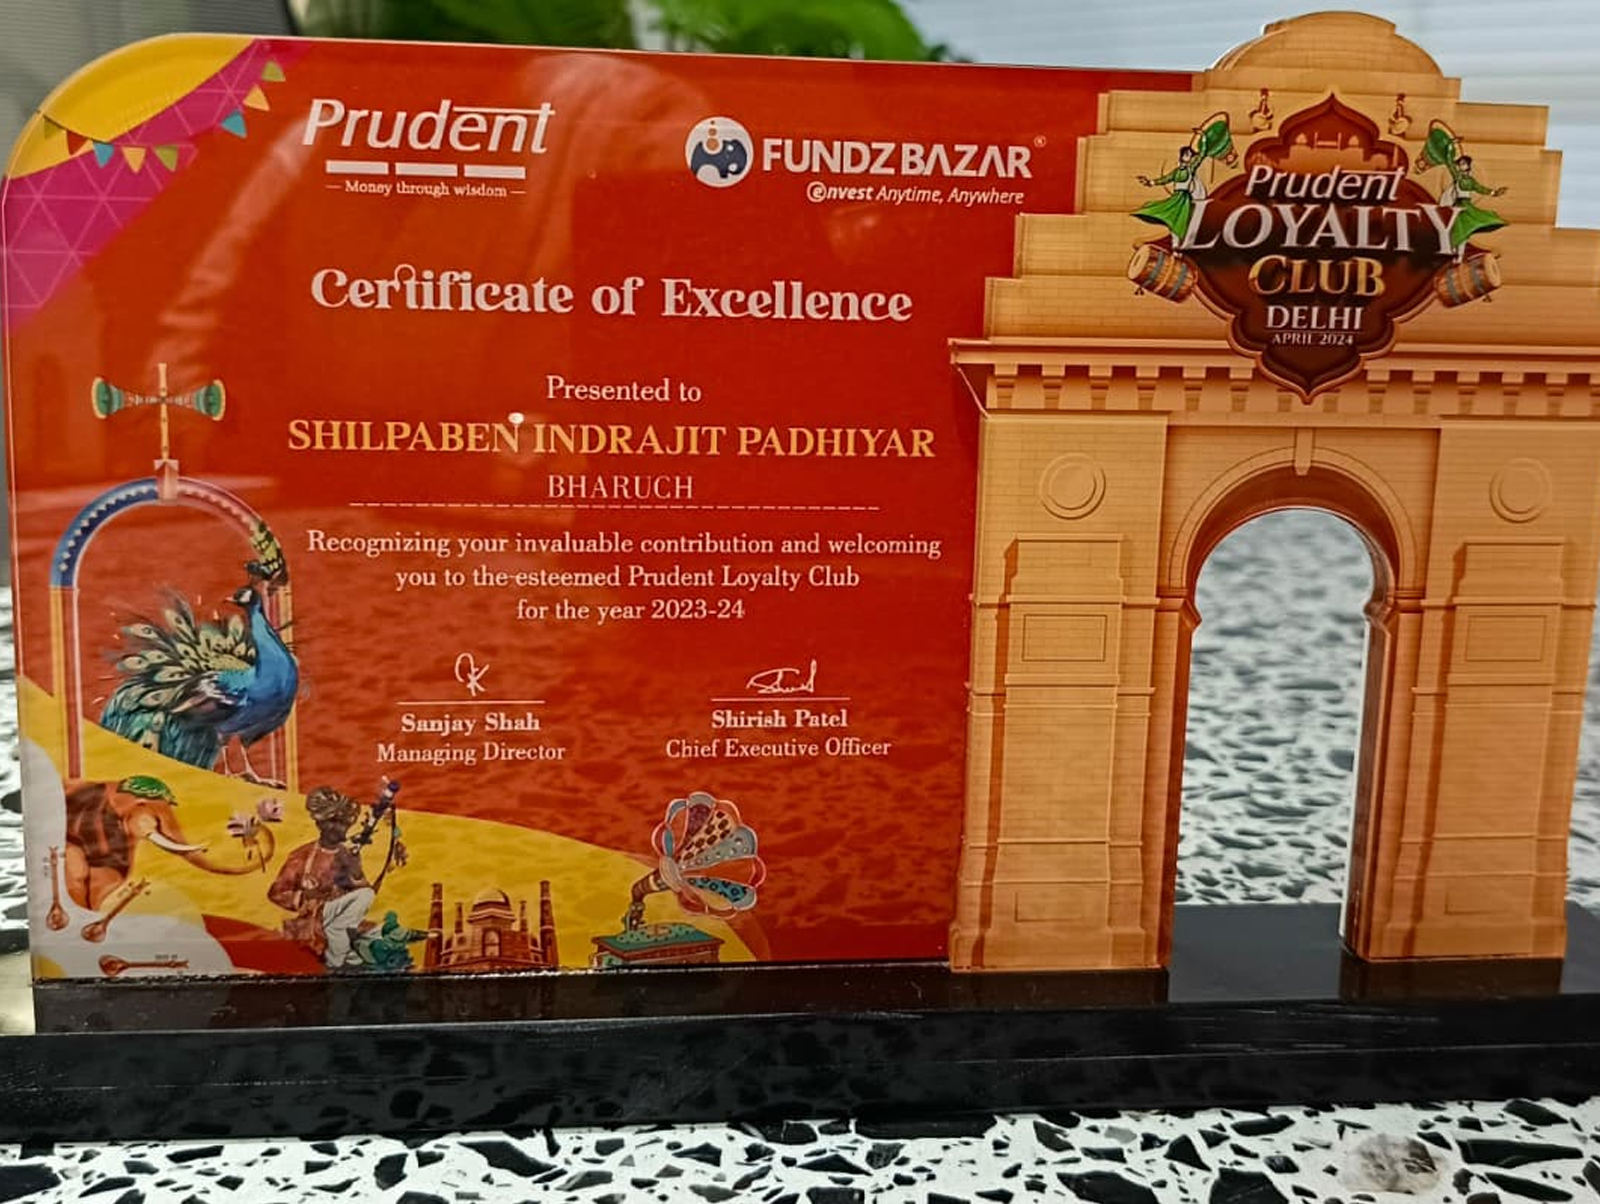 Prudent
Money through wisdom
FUNDZBAZAR®
@nvest Anytime, Anywhere
Certificate of Excellence
Presented to
SHILPABEN INDRAJIT PADHIYAR
BHARUCH
Recognizing your invaluable contribution and welcoming
you to the esteemed Prudent Loyalty Club
for the year 2023-24
Sanjay Shah
Managing Director
Shirish Patel
Chief Executive Officer
Prudent
LOYALTY
CLUB
DELHI
APRIL 2024